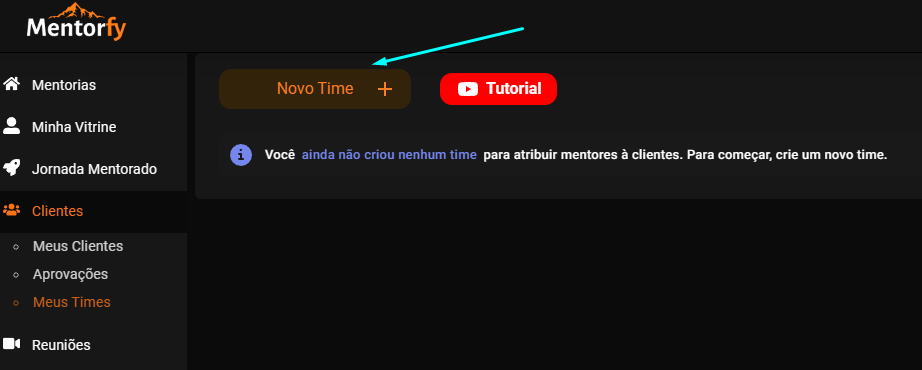 Mentorfy
Novo Time +
Tutorial
Mentorias
Minha Vitrine
Você ainda não criou nenhum time para atribuir mentores à clientes. Para começar, crie um novo time.
Jornada Mentorado
Clientes
Meus Clientes
Aprovações
Meus Times
Reuniões